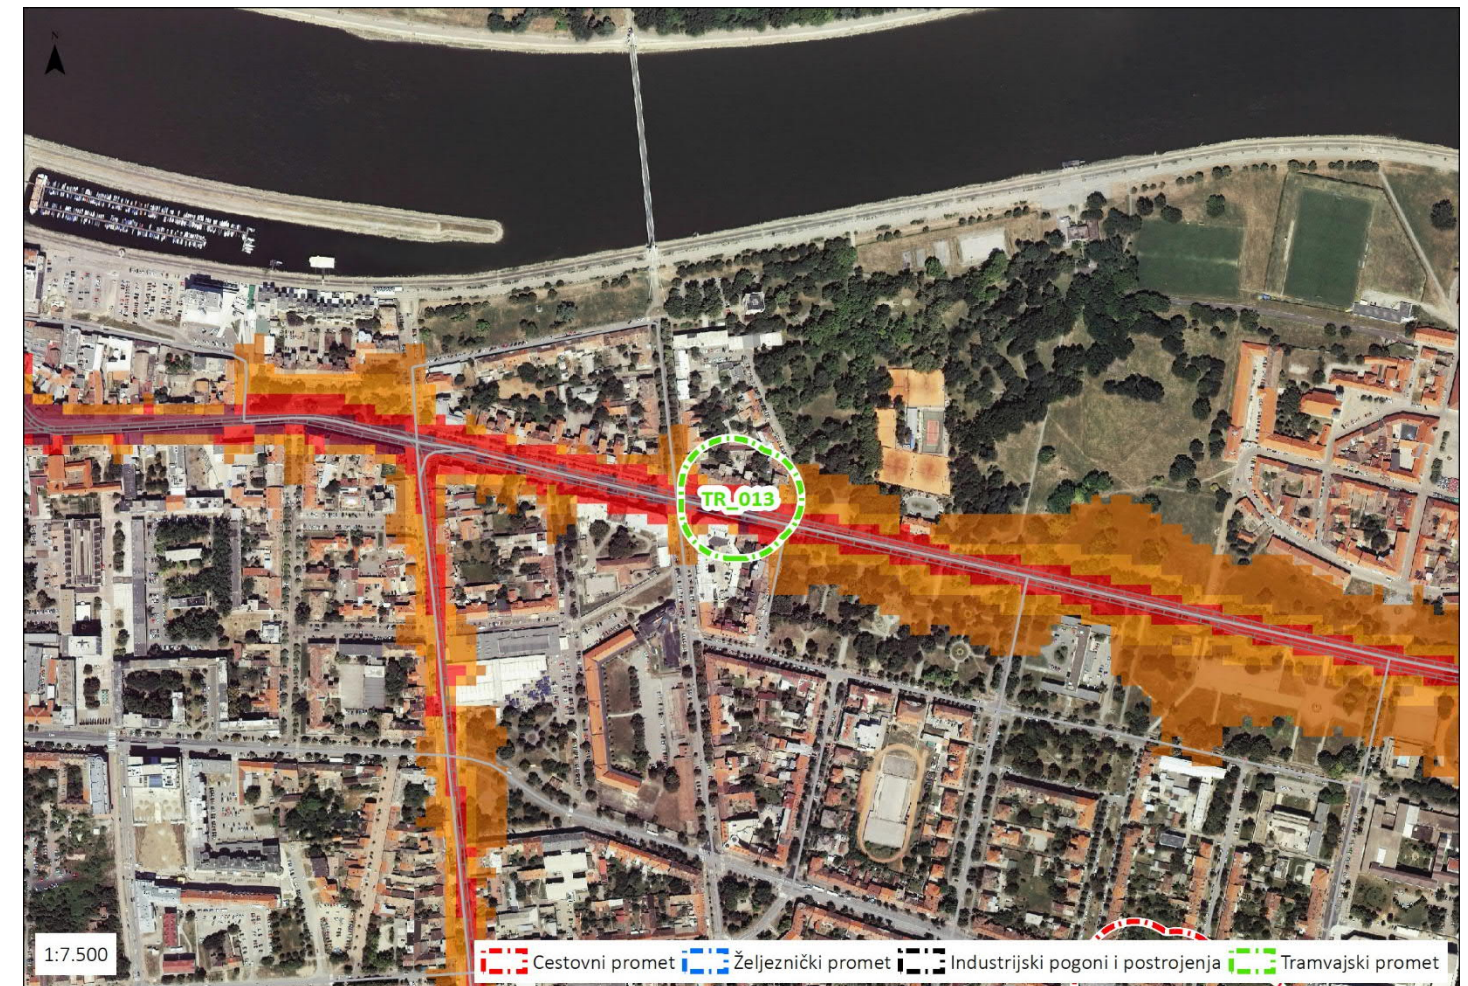 N
TR_013
1:7.500
Cestovni promet
Željeznički promet
Industrijski pogoni i postrojenja
Tramvajski promet